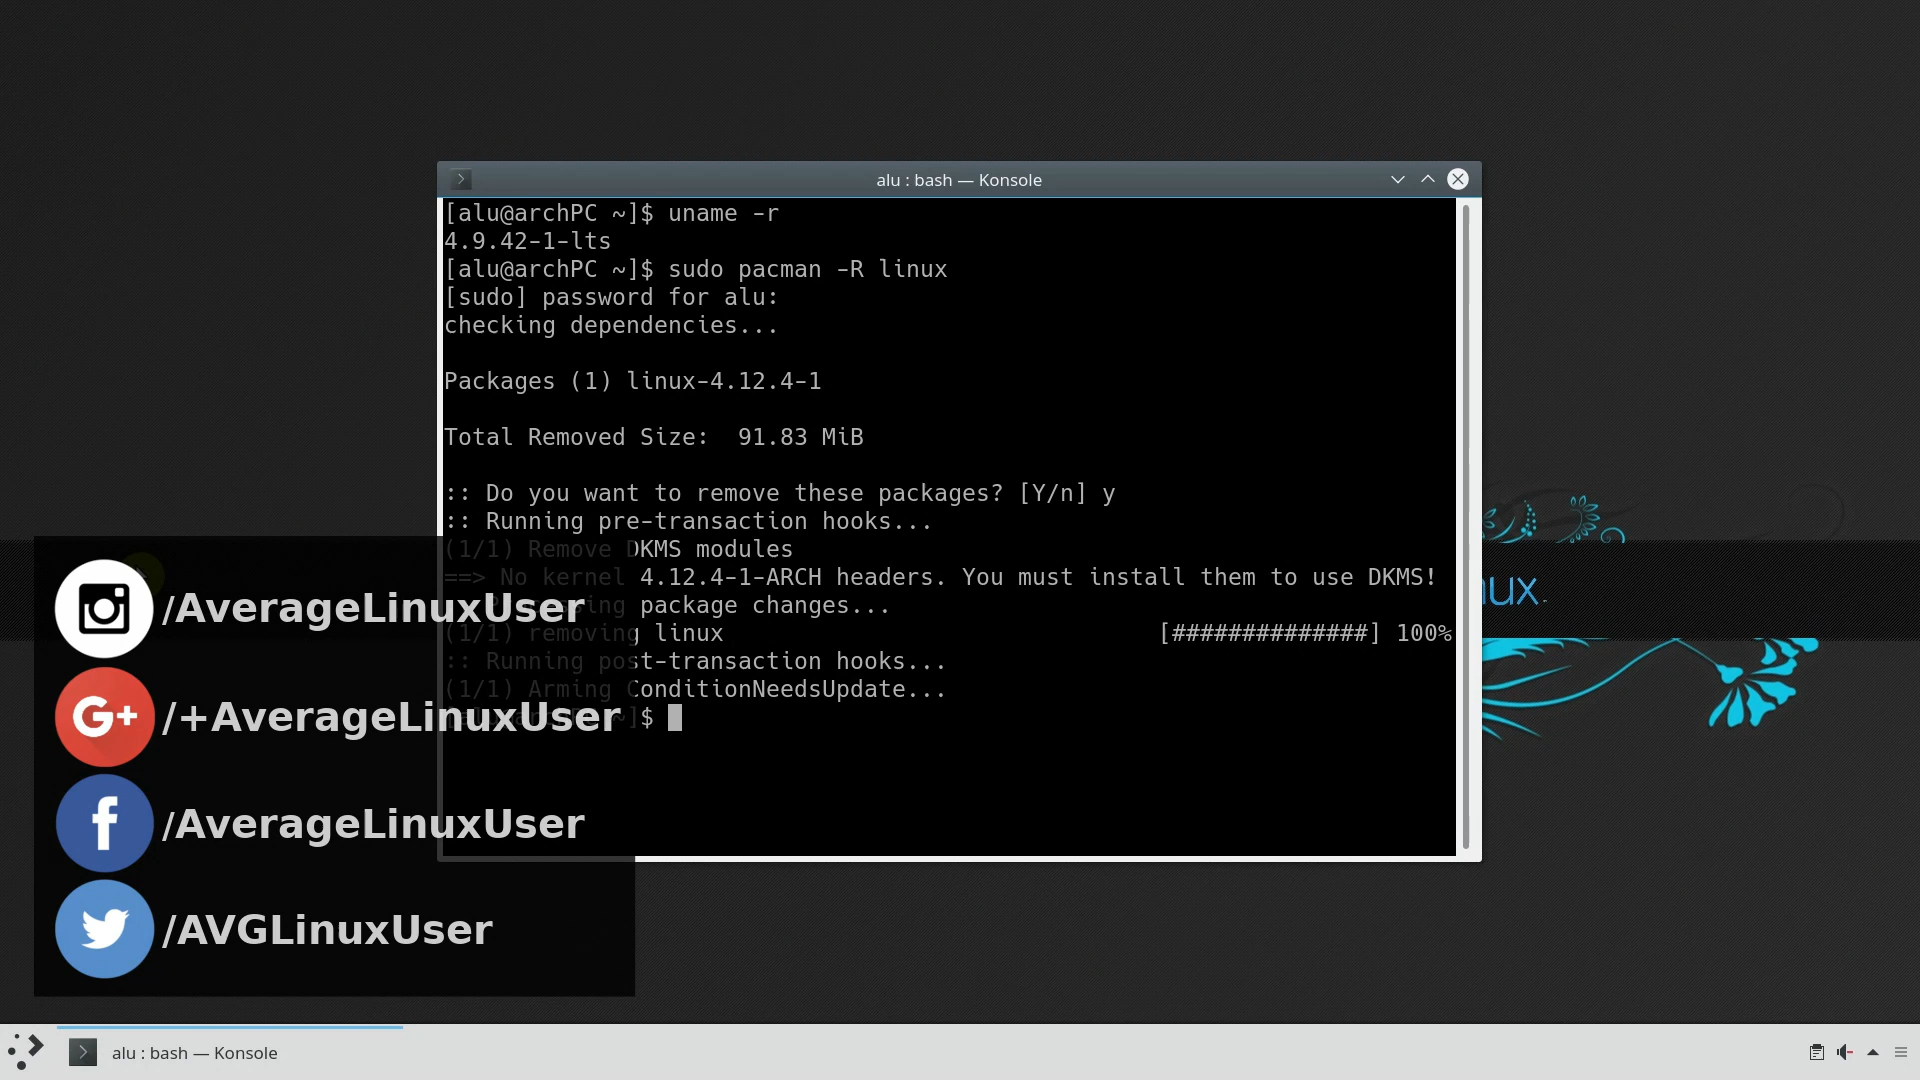 alu : bash — Konsole
[alu@archPC ~]$ uname -r
4.9.42-1-lts
[alu@archPC ~]$ sudo pacman -R linux
[sudo] password for alu:
checking dependencies...
Packages (1) linux-4.12.4-1
Total Removed Size:  91.83 MiB
:: Do you want to remove these packages? [Y/n] y
:: Running pre-transaction hooks...
(1/1) Remove DKMS modules
==> No kernel 4.12.4-1-ARCH headers. You must install them to use DKMS!
package changes...
(1/1) removing linux [##############] 100%
:: Running post-transaction hooks...
(1/1) Arming ConditionNeedsUpdate...
~]$
nux.
/AverageLinuxUser
G+ /+AverageLinuxUser
f /AverageLinuxUser
/AVGLinuxUser
alu : bash — Konsole